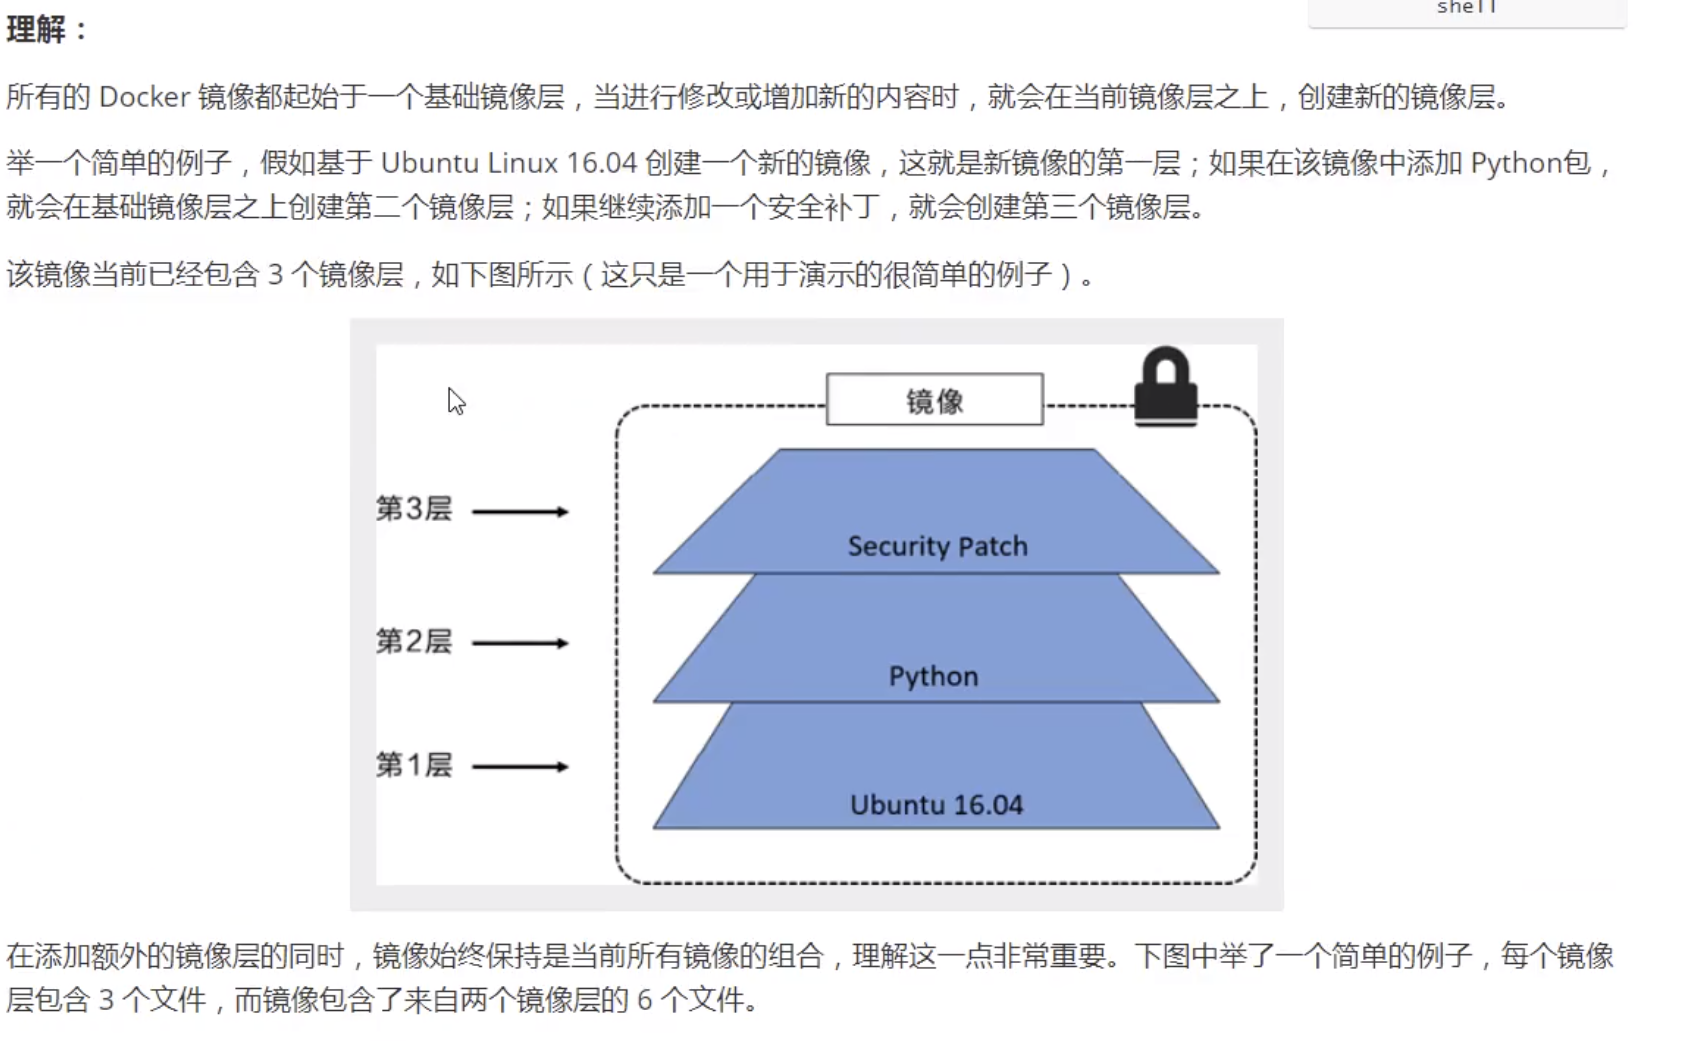 shell
理解：
所有的 Docker 镜像都起始于一个基础镜像层，当进行修改或增加新的内容时，就会在当前镜像层之上，创建新的镜像层。
举一个简单的例子，假如基于 Ubuntu Linux 16.04 创建一个新的镜像，这就是新镜像的第一层；如果在该镜像中添加 Python包，
就会在基础镜像层之上创建第二个镜像层；如果继续添加一个安全补丁，就会创建第三个镜像层。
该镜像当前已经包含 3 个镜像层，如下图所示（这只是一个用于演示的很简单的例子）。
镜像
第3层
Security Patch
第2层
Python
第1层
Ubuntu 16.04
在添加额外的镜像层的同时，镜像始终保持是当前所有镜像的组合，理解这一点非常重要。下图中举了一个简单的例子，每个镜像
层包含 3 个文件，而镜像包含了来自两个镜像层的 6 个文件。